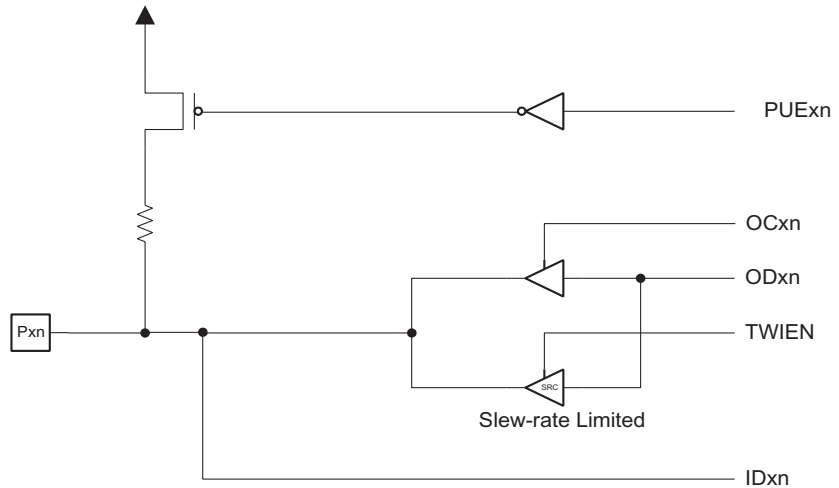 PUExn
OCxn
ODxn
Pxn
TWIEN
SRC
Slew-rate Limited
IDxn